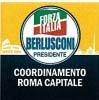 FORZA
ITALIA
BERLUSCONI
PRESIDENTE
COORDINAMENTO
ROMA CAPITALE